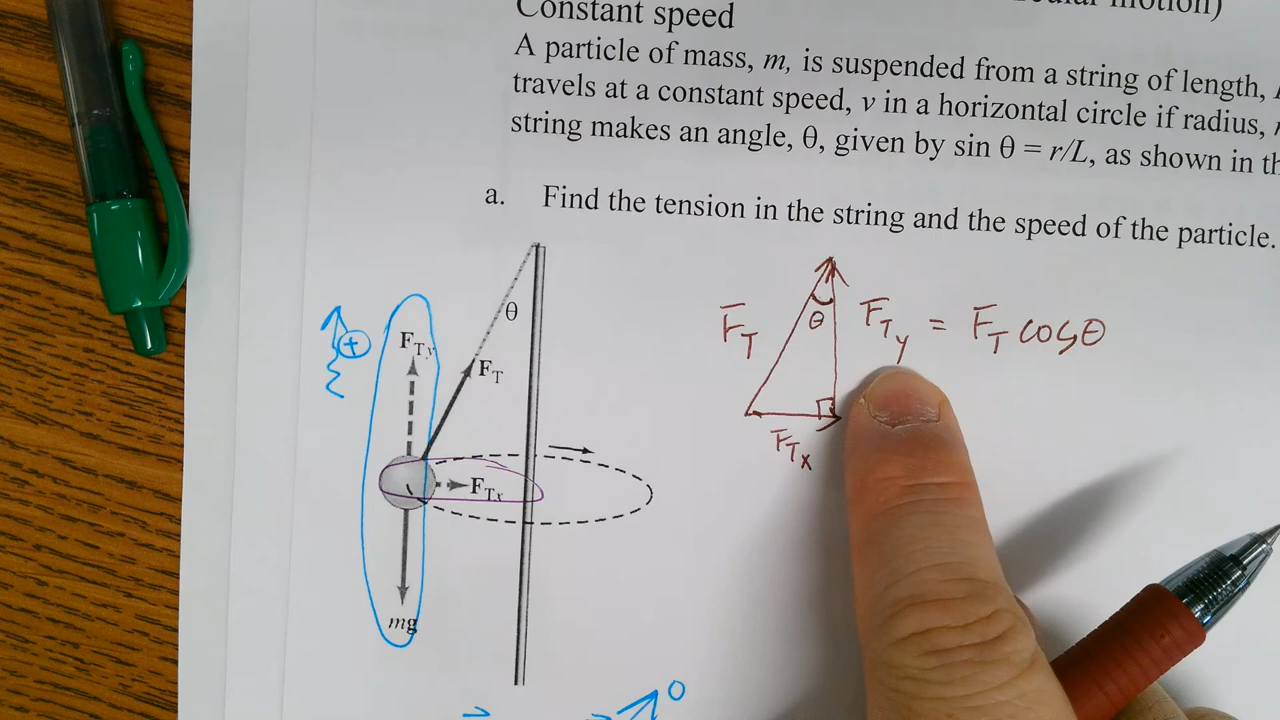 motion)
Constant speed
A particle of mass, m, is suspended from a string of length,
travels at a constant speed, v in a horizontal circle if radius,
string makes an angle, θ, given by sin θ = r/L, as shown in
a. Find the tension in the string and the speed of the particle.
θ
+
F_Ty
F_T
F_Tx
mg
F_T
θ
F_Ty = F_T cosθ
F_Tx
0